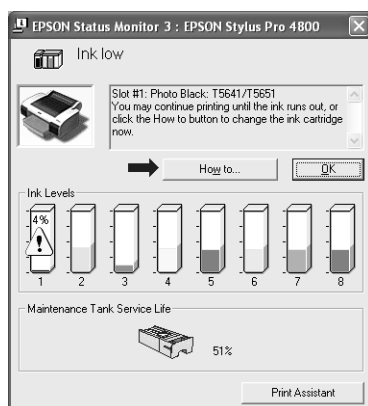 EPSON Status Monitor 3 : EPSON Stylus Pro 4800
Ink low
Slot #1: Photo Black: T5641/T5651
You may continue printing until the ink runs out, or
click the How to button to change the ink cartridge
now.
How to...
OK
Ink Levels
4%
1 2 3 4 5 6 7 8
Maintenance Tank Service Life
51%
Print Assistant